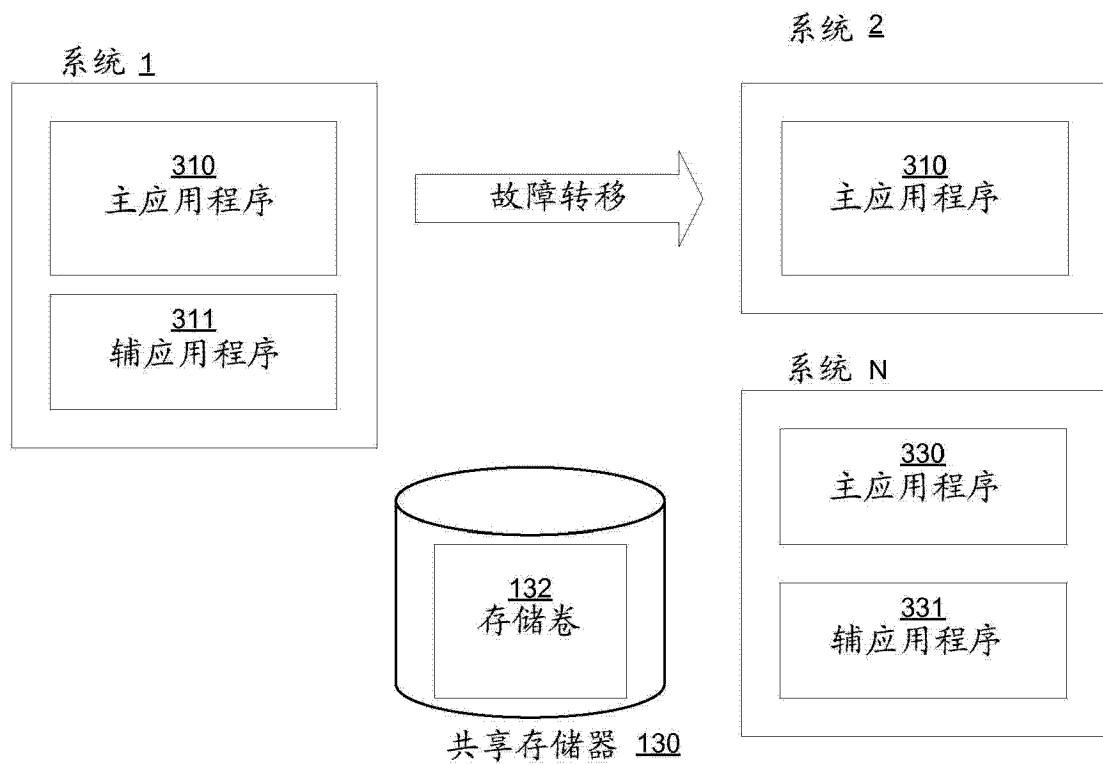 系统 1
310
主应用程序
311
辅应用程序
故障转移
系统 2
310
主应用程序
系统 N
330
主应用程序
331
辅应用程序
132
存储卷
共享存储器 130